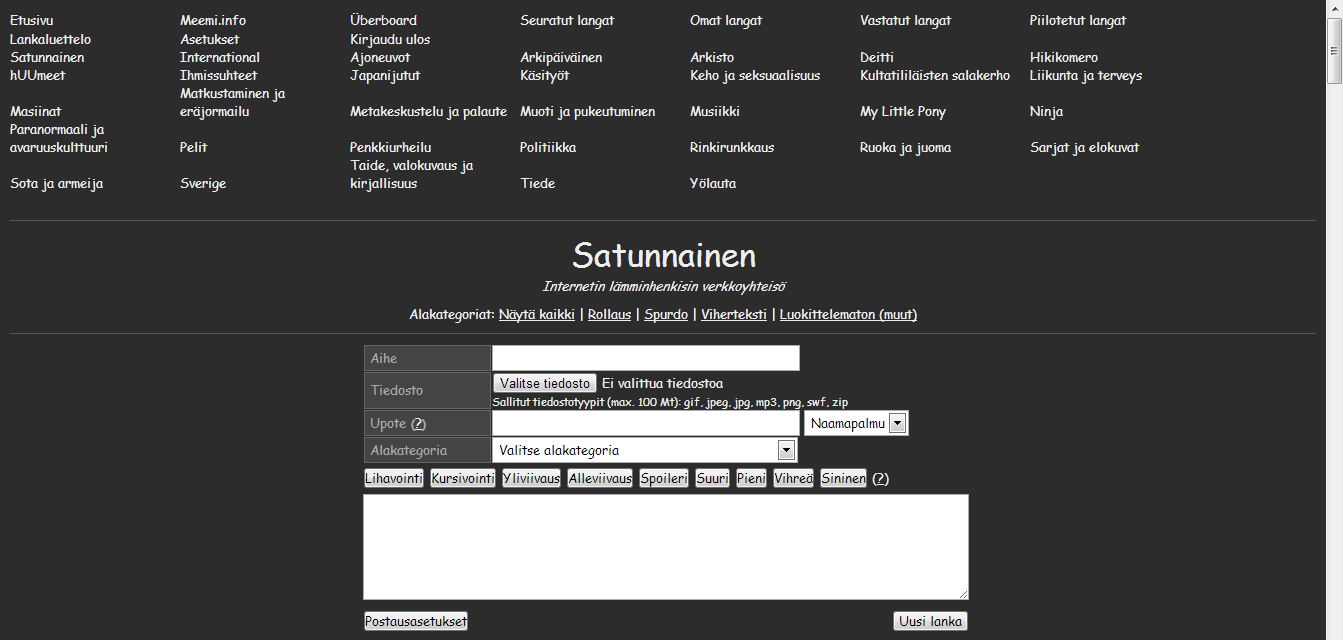 Etusivu Meemi.info Überboard Seuratut langat Omat langat Vastatut langat Piilotetut langat
Lankaluettelo Asetukset Kirjaudu ulos
Satunnainen International Ajoneuvot Arkipäiväinen Arkisto Deitti Hikikomero
hUUmeet Ihmissuhteet Japanijutut Käsityöt Keho ja seksuaalisuus Kultatililäisten salakerho Liikunta ja terveys
Matkustaminen ja
Masiinat eräjormailu Metakeskustelu ja palaute Muoti ja pukeutuminen Musiikki My Little Pony Ninja
Paranormaali ja
avaruuskulttuuri Pelit Penkkiurheilu Politiikka Rinkirunkkaus Ruoka ja juoma Sarjat ja elokuvat
Taide, valokuvaus ja
Sota ja armeija Sverige kirjallisuus Tiede Yölauta
Satunnainen
Internetin lämminhenkisin verkkoyhteisö
Alakategoriat: Näytä kaikki | Rollaus | Spurdo | Viherteksti | Luokittelematon (muut)
Aihe
Tiedosto Valitse tiedosto Ei valittua tiedostoa
Sallitut tiedostotyypit (max. 100 Mt): gif, jpeg, jpg, mp3, png, swf, zip
Upote (?) Naamapalmu
Alakategoria Valitse alakategoria
Lihavointi Kursivointi Yliviivaus Alleviivaus Spoileri Suuri Pieni Vihreä Sininen (?)
Postausasetukset Uusi lanka